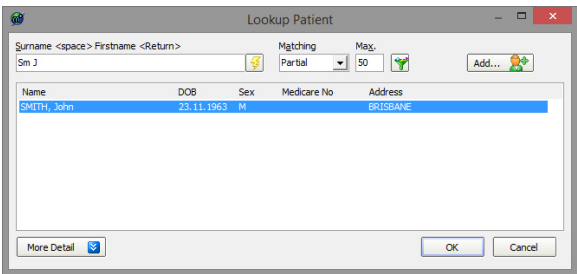 Lookup Patient
Surname <space> Firstname <Return> Matching Max.
Sm J Partial 50 Add...
Name DOB Sex Medicare No Address
SMITH, John 23.11.1963 M BRISBANE
More Detail OK Cancel